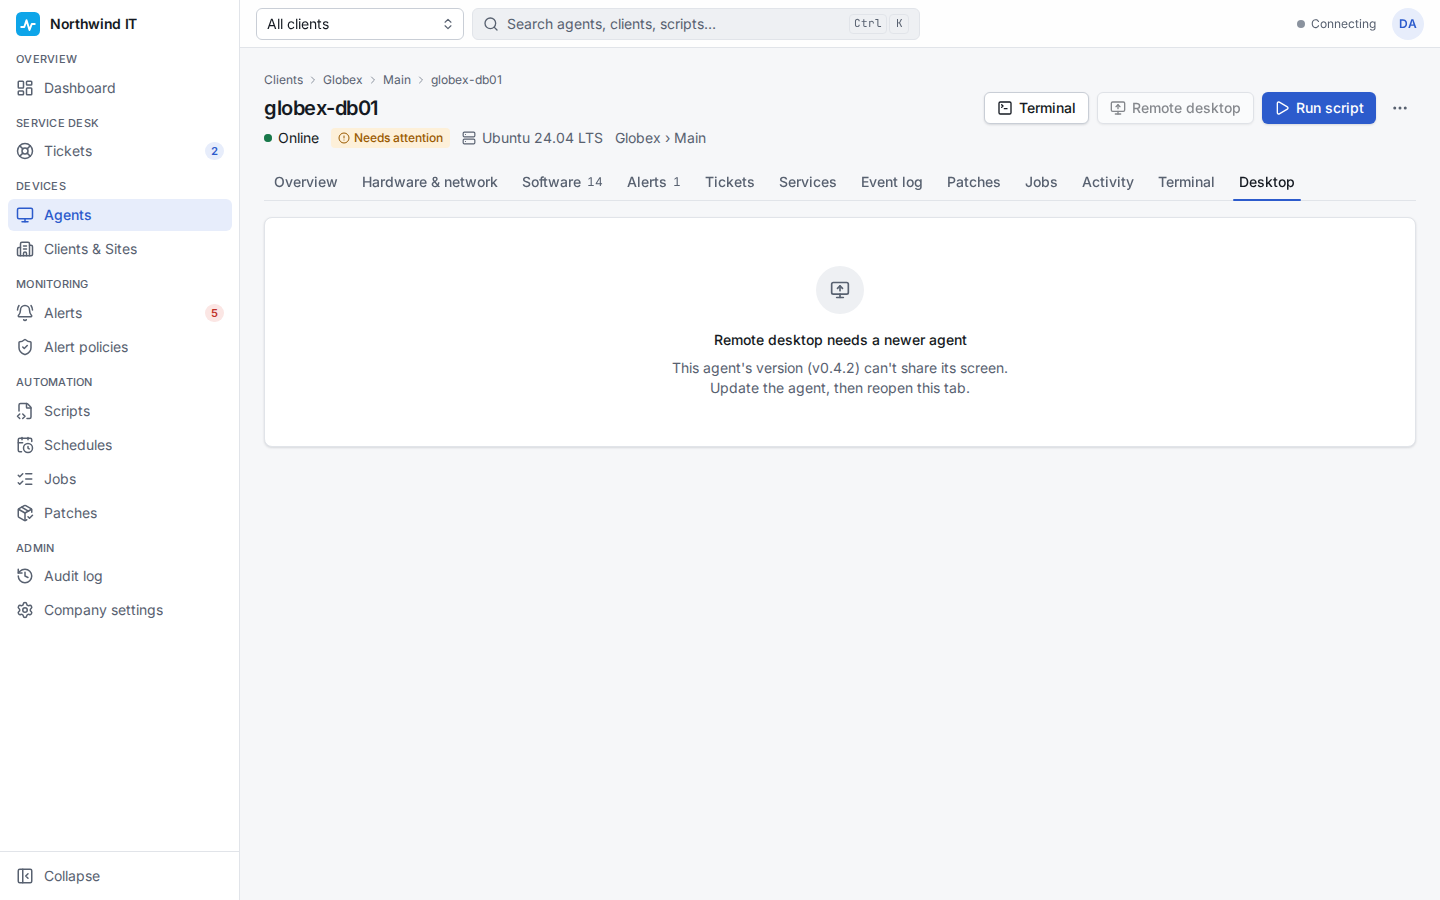 Northwind IT
All clients
Search agents, clients, scripts...
Ctrl K
Connecting
DA
OVERVIEW
Dashboard
SERVICE DESK
Tickets 2
DEVICES
Agents
Clients & Sites
MONITORING
Alerts 5
Alert policies
AUTOMATION
Scripts
Schedules
Jobs
Patches
ADMIN
Audit log
Company settings
Collapse
Clients › Globex › Main › globex-db01
globex-db01
Terminal
Remote desktop
Run script
Online
Needs attention
Ubuntu 24.04 LTS
Globex › Main
Overview
Hardware & network
Software 14
Alerts 1
Tickets
Services
Event log
Patches
Jobs
Activity
Terminal
Desktop
Remote desktop needs a newer agent
This agent's version (v0.4.2) can't share its screen.
Update the agent, then reopen this tab.